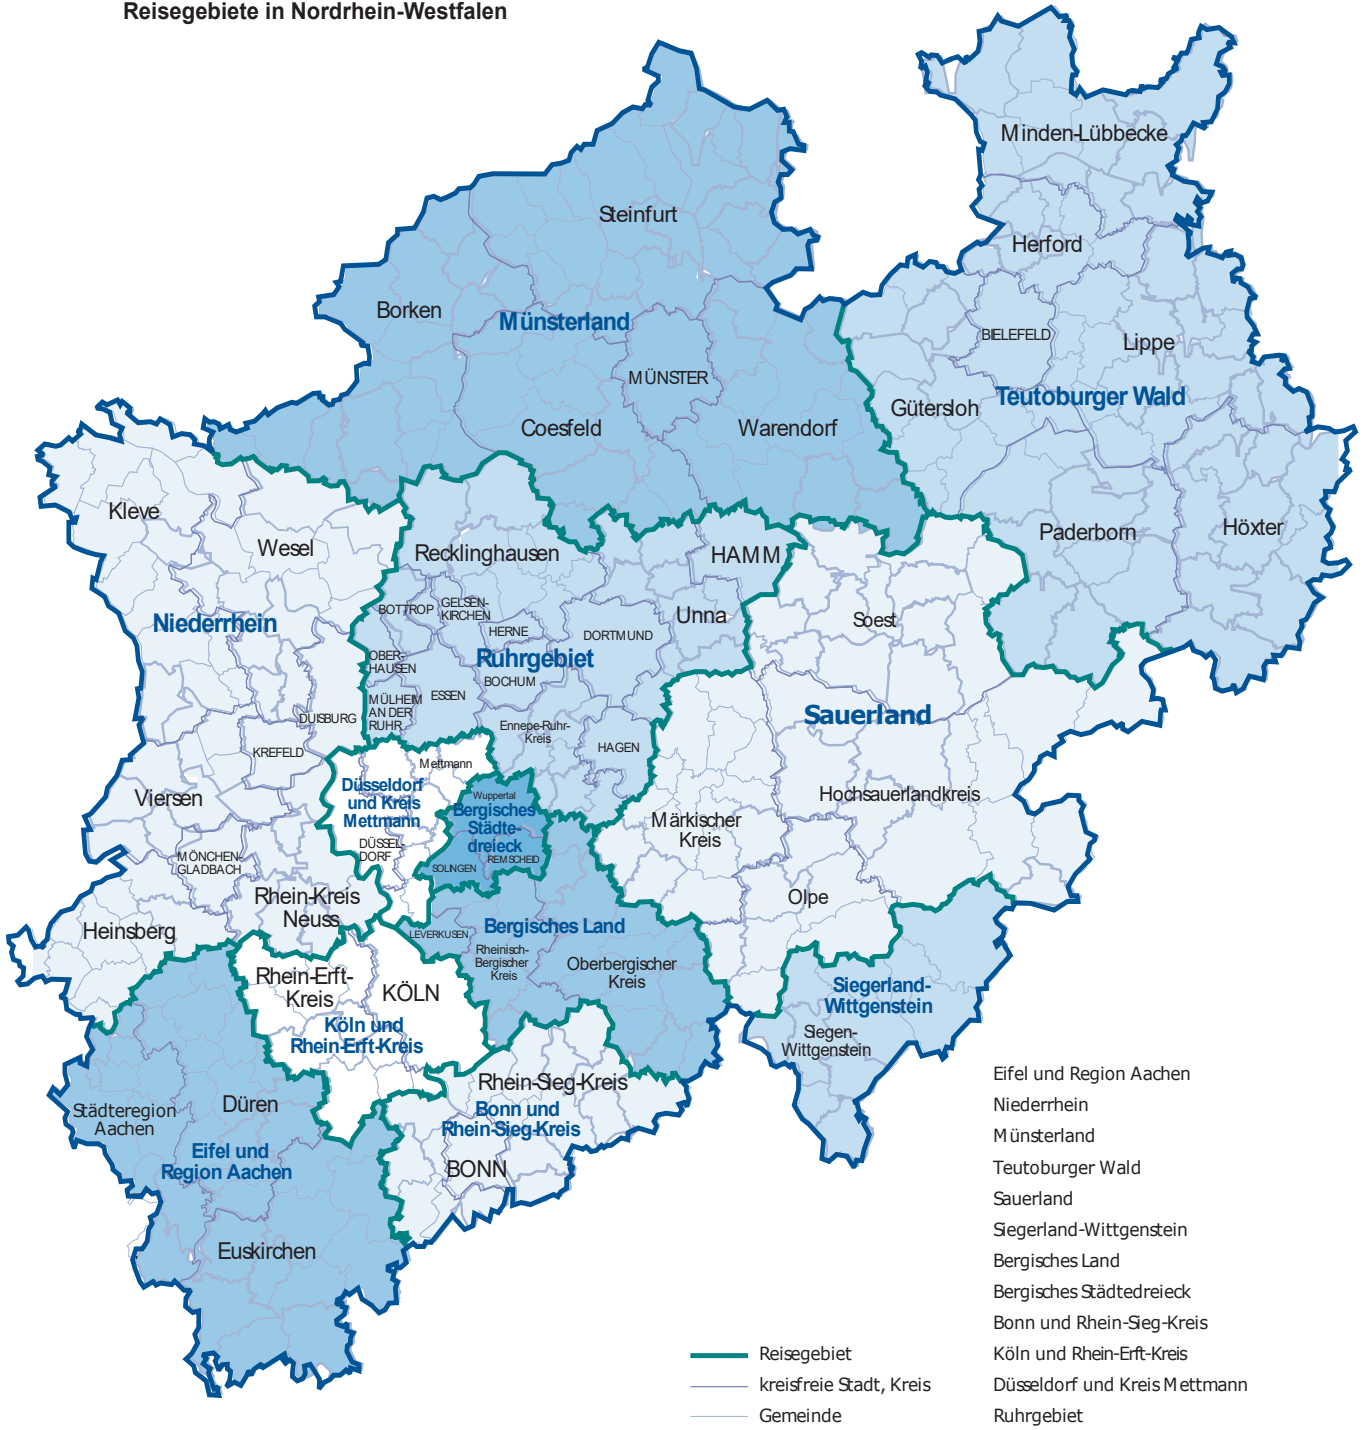 Reisegebiete in Nordrhein-Westfalen
Minden-Lübbecke
Steinfurt
Herford
Borken
Münsterland
BIELEFELD
Lippe
MÜNSTER
Teutoburger Wald
Gütersloh
Coesfeld
Warendorf
Kleve
Wesel
Recklinghausen
HAMM
Paderborn
Höxter
BOTTROP
GELSEN-
KIRCHEN
HERNE
DORTMUND
Unna
Soest
Niederrhein
OBER-
HAUSEN
Ruhrgebiet
BOCHUM
MÜLHEIM
AN DER
RUHR
ESSEN
DUISBURG
Ennepe-Ruhr-
Kreis
HAGEN
Sauerland
KREFELD
Mettmann
Düsseldorf
und Kreis
Mettmann
Wuppertal
Bergisches
Städte-
dreieck
Viersen
Hochsauerlandkreis
Märkischer
Kreis
DÜSSEL-
DORF
MÖNCHEN-
GLADBACH
SOLINGEN
REMSCHEID
Rhein-Kreis
Neuss
Olpe
Heinsberg
LEVERKUSEN
Bergisches Land
Rheinisch-
Bergischer
Kreis
Oberbergischer
Kreis
Rhein-Erft-
Kreis
KÖLN
Siegerland-
Wittgenstein
Köln und
Rhein-Erft-Kreis
Siegen-
Wittgenstein
Rhein-Sieg-Kreis
Bonn und
Rhein-Sieg-Kreis
Städteregion
Aachen
Düren
Eifel und
Region Aachen
BONN
Euskirchen
Reisegebiet
kreisfreie Stadt, Kreis
Gemeinde
Eifel und Region Aachen
Niederrhein
Münsterland
Teutoburger Wald
Sauerland
Siegerland-Wittgenstein
Bergisches Land
Bergisches Städtedreieck
Bonn und Rhein-Sieg-Kreis
Köln und Rhein-Erft-Kreis
Düsseldorf und Kreis Mettmann
Ruhrgebiet